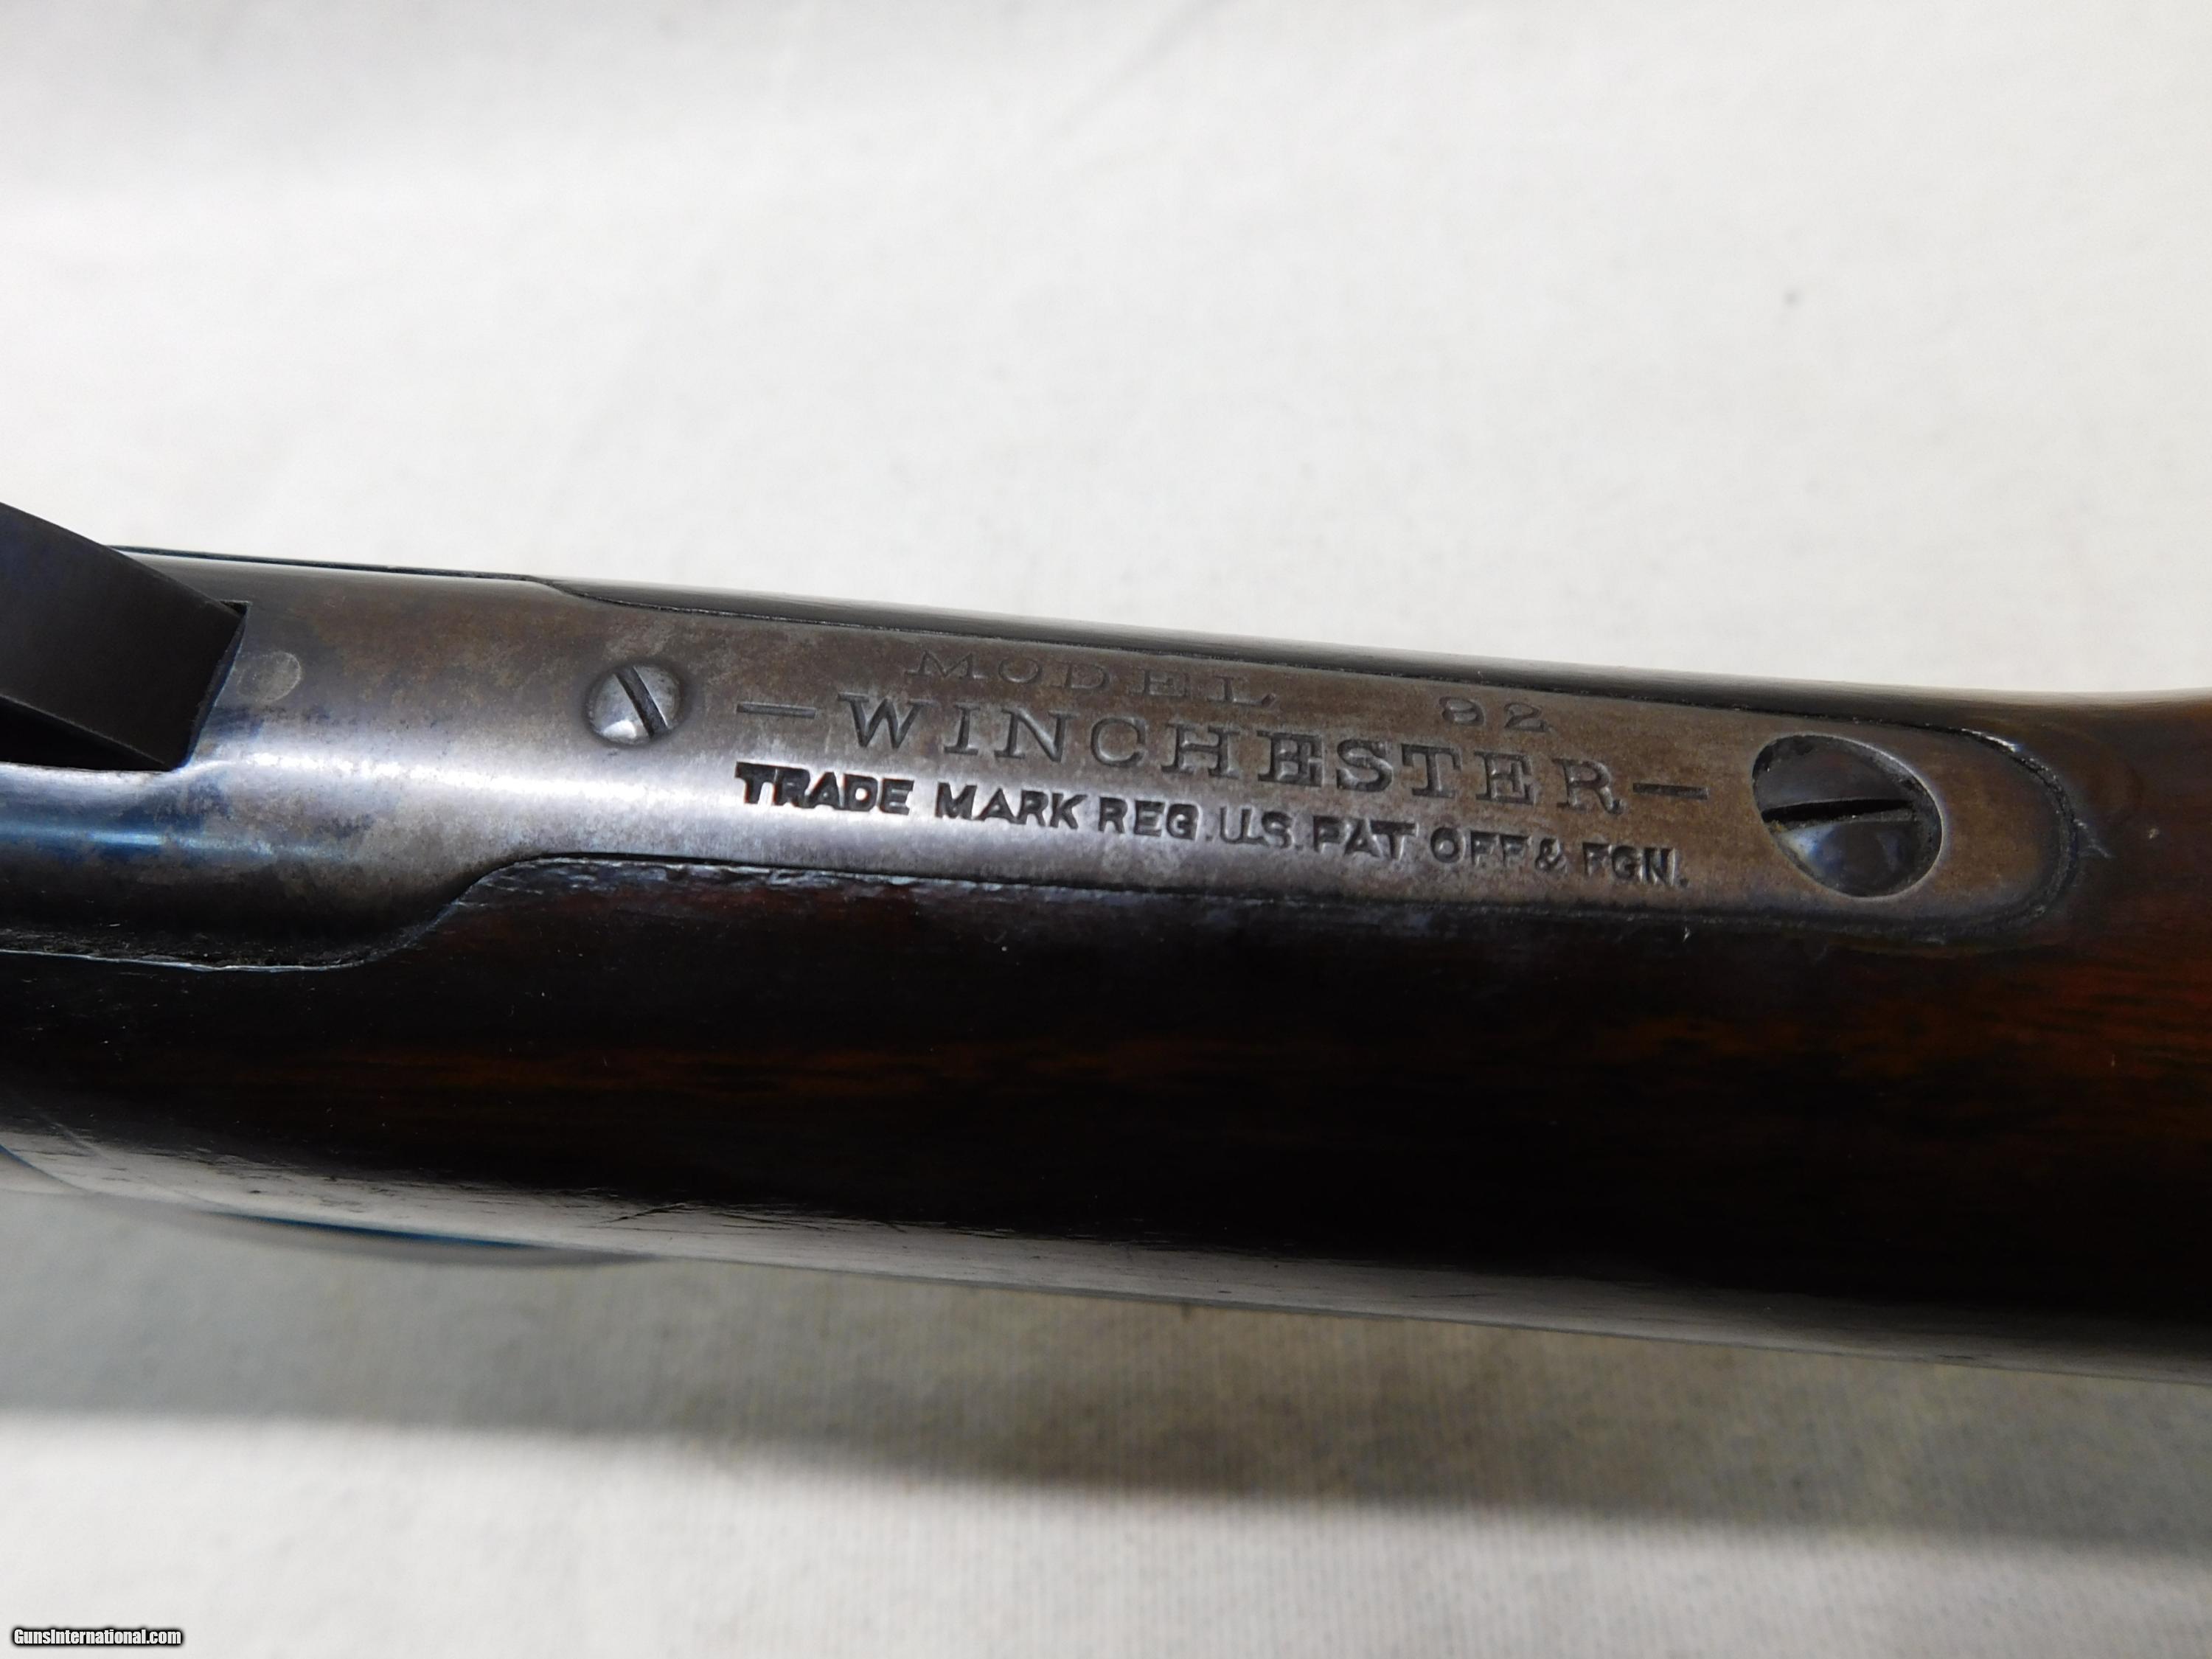 MODEL 92
—WINCHESTER—
TRADE MARK REG. U.S. PAT. OFF & FGN.
GunsInternational.com